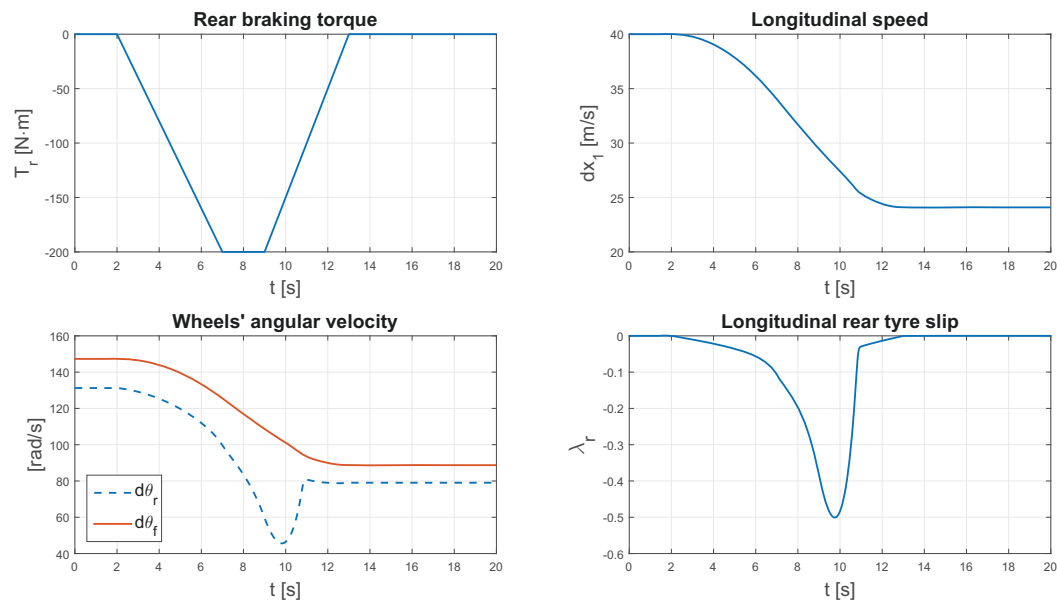 Rear braking torque
0
-50
-100
-150
-200
T_r [N·m]
0 2 4 6 8 10 12 14 16 18 20
t [s]
Longitudinal speed
40
35
30
25
20
dx_1 [m/s]
0 2 4 6 8 10 12 14 16 18 20
t [s]
Wheels' angular velocity
160
140
120
100
80
60
40
[rad/s]
dθ_r
dθ_f
0 2 4 6 8 10 12 14 16 18 20
t [s]
Longitudinal rear tyre slip
0
-0.1
-0.2
-0.3
-0.4
-0.5
-0.6
λ_r
0 2 4 6 8 10 12 14 16 18 20
t [s]